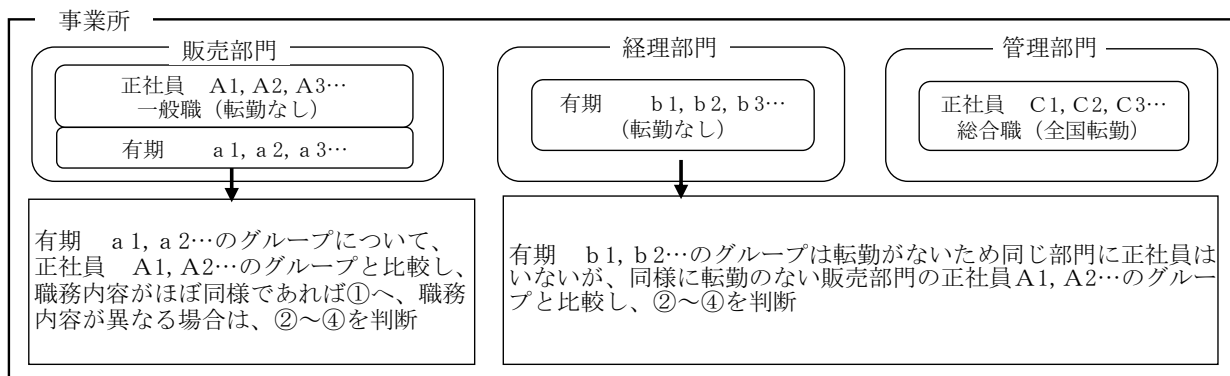 事業所
販売部門
正社員　A1, A2, A3…
一般職（転勤なし）
有期　a1, a2, a3…
経理部門
有期　b1, b2, b3…
（転勤なし）
管理部門
正社員　C1, C2, C3…
総合職（全国転勤）
有期　a1, a2…のグループについて、
正社員　A1, A2…のグループと比較し、
職務内容がほぼ同様であれば①へ、職務
内容が異なる場合は、②～④を判断
有期　b1, b2…のグループは転勤がないため同じ部門に正社員は
いないが、同様に転勤のない販売部門の正社員A1, A2…のグルー
プと比較し、②～④を判断